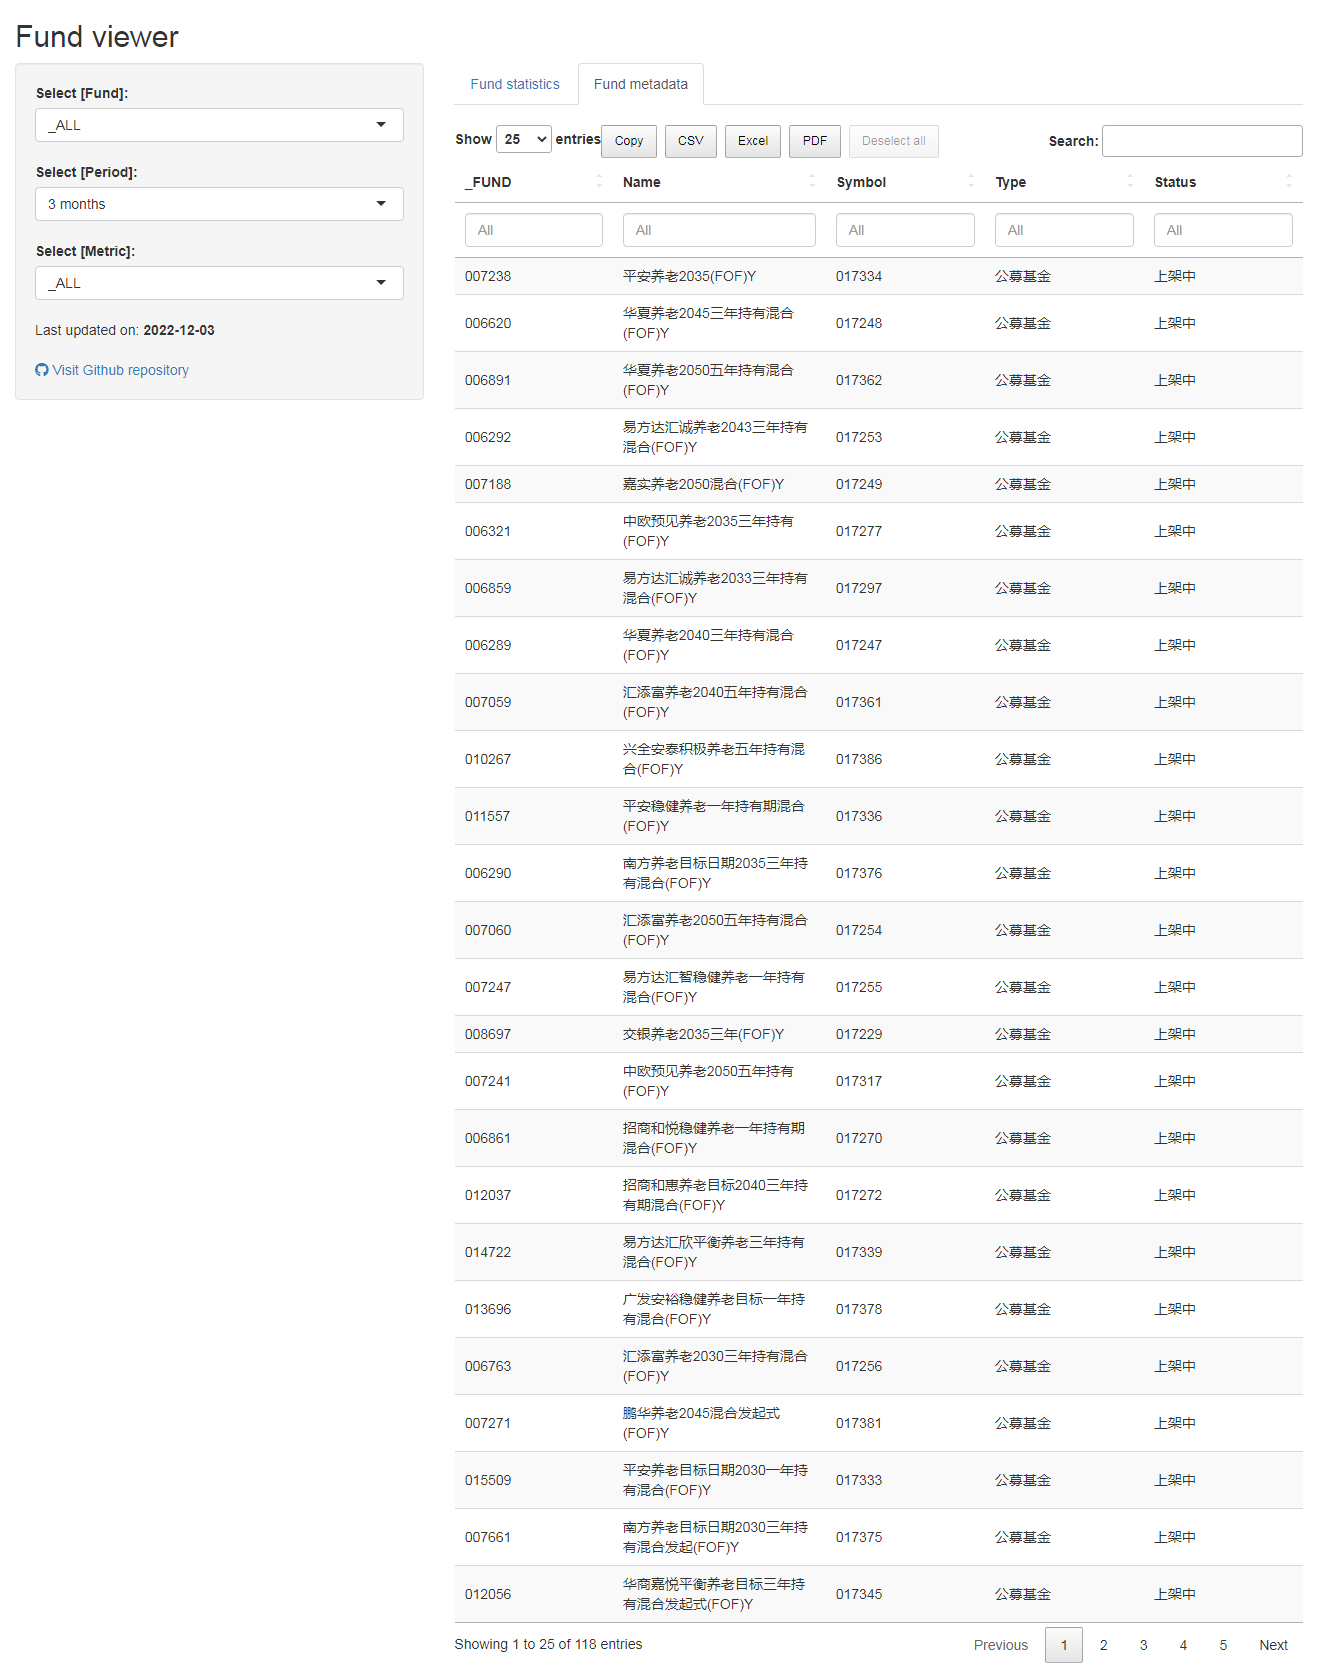 Fund viewer
Select [Fund]:
_ALL
Select [Period]:
3 months
Select [Metric]:
_ALL
Last updated on: 2022-12-03
Visit Github repository
Fund statistics
Fund metadata
Show 25 entries
Copy
CSV
Excel
PDF
Deselect all
Search:
_FUND Name Symbol Type Status
All All All All All
007238 平安养老2035(FOF)Y 017334 公募基金 上架中
006620 华夏养老2045三年持有混合 017248 公募基金 上架中
(FOF)Y
006891 华夏养老2050五年持有混合 017362 公募基金 上架中
(FOF)Y
006292 易方达汇诚养老2043三年持有 017253 公募基金 上架中
混合(FOF)Y
007188 嘉实养老2050混合(FOF)Y 017249 公募基金 上架中
006321 中欧预见养老2035三年持有 017277 公募基金 上架中
(FOF)Y
006859 易方达汇诚养老2033三年持有 017297 公募基金 上架中
混合(FOF)Y
006289 华夏养老2040三年持有混合 017247 公募基金 上架中
(FOF)Y
007059 汇添富养老2040五年持有混合 017361 公募基金 上架中
(FOF)Y
010267 兴全安泰积极养老五年持有混 017386 公募基金 上架中
合(FOF)Y
011557 平安稳健养老一年持有期混合 017336 公募基金 上架中
(FOF)Y
006290 南方养老目标日期2035三年持 017376 公募基金 上架中
有混合(FOF)Y
007060 汇添富养老2050五年持有混合 017254 公募基金 上架中
(FOF)Y
007247 易方达汇智稳健养老一年持有 017255 公募基金 上架中
混合(FOF)Y
008697 交银养老2035三年(FOF)Y 017229 公募基金 上架中
007241 中欧预见养老2050五年持有 017317 公募基金 上架中
(FOF)Y
006861 招商和悦稳健养老一年持有期 017270 公募基金 上架中
混合(FOF)Y
012037 招商和惠养老目标2040三年持 017272 公募基金 上架中
有期混合(FOF)Y
014722 易方达汇欣平衡养老三年持有 017339 公募基金 上架中
混合(FOF)Y
013696 广发安裕稳健养老目标一年持 017378 公募基金 上架中
有混合(FOF)Y
006763 汇添富养老2030三年持有混合 017256 公募基金 上架中
(FOF)Y
007271 鹏华养老2045混合发起式 017381 公募基金 上架中
(FOF)Y
015509 平安养老目标日期2030一年持 017333 公募基金 上架中
有混合(FOF)Y
007661 南方养老目标日期2030三年持 017375 公募基金 上架中
有混合发起(FOF)Y
012056 华商嘉悦平衡养老目标三年持 017345 公募基金 上架中
有混合发起式(FOF)Y
Showing 1 to 25 of 118 entries
Previous 1 2 3 4 5 Next